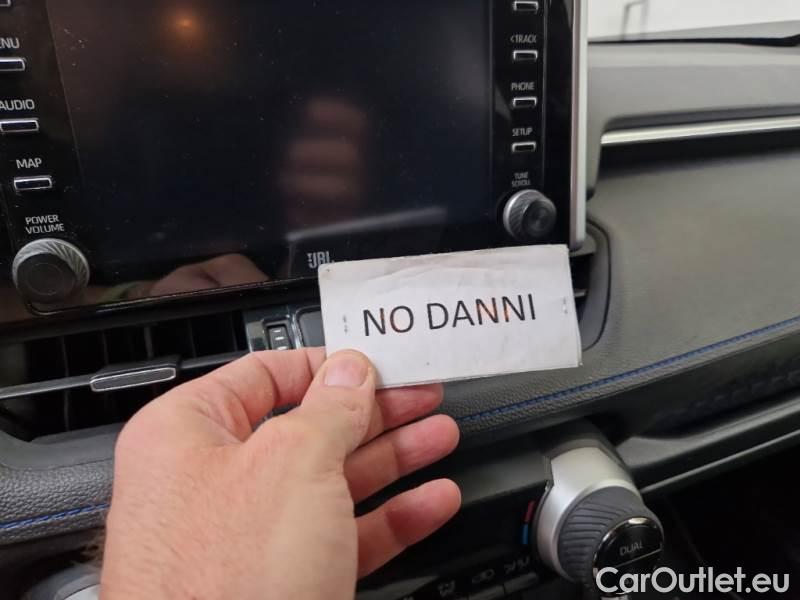 MENU
AUDIO
MAP
POWER
VOLUME
<TRACK
PHONE
SETUP
TUNE
SCROLL
JBL
NO DANNI
DUAL
CarOutlet.eu